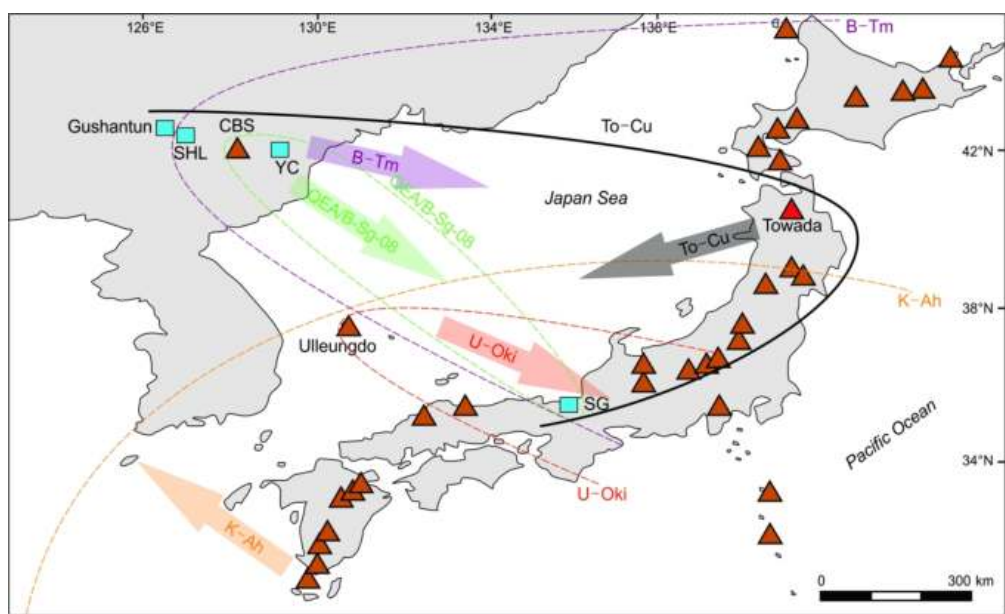 126°E
130°E
134°E
138°E
B-Tm
Gushantun
SHL
CBS
YC
B-Tm
To-Cu
42°N
QEA/B-Sg-08
QEA/B-Sg-08
Japan Sea
Towada
To-Cu
K-Ah
38°N
Ulleungdo
U-Oki
SG
Pacific Ocean
34°N
U-Oki
K-Ah
0
300 km